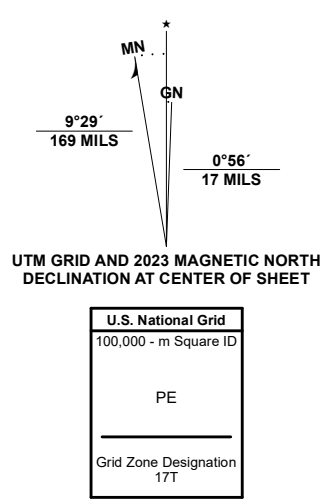 ★
MN
GN
9°29´
169 MILS
0°56´
17 MILS
UTM GRID AND 2023 MAGNETIC NORTH
DECLINATION AT CENTER OF SHEET
U.S. National Grid
100,000 - m Square ID
PE
Grid Zone Designation
17T